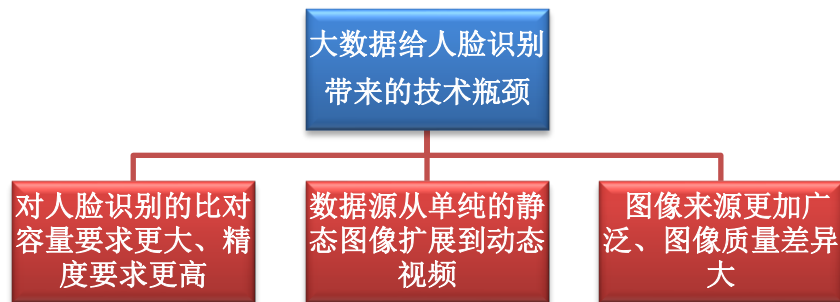 大数据给人脸识别
带来的技术瓶颈
对人脸识别的比对
容量要求更大、精
度要求更高
数据源从单纯的静
态图像扩展到动态
视频
图像来源更加广
泛、图像质量差异
大